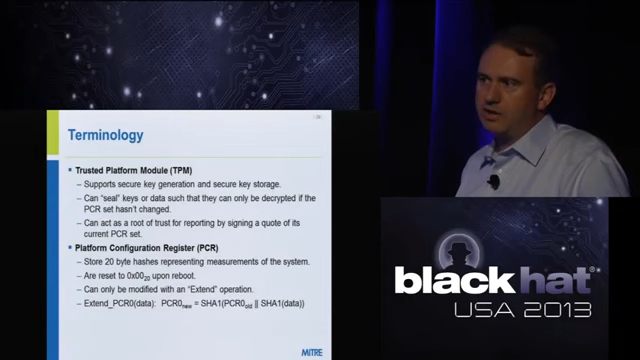 Terminology
▪ Trusted Platform Module (TPM)
– Supports secure key generation and secure key storage.
– Can “seal” keys or data such that they can only be decrypted if the
PCR set hasn't changed.
– Can act as a root of trust for reporting by signing a quote of its
current PCR set.
▪ Platform Configuration Register (PCR)
– Store 20 byte hashes representing measurements of the system.
– Are reset to 0x00₂₀ upon reboot.
– Can only be modified with an “Extend” operation.
– Extend_PCR0(data): PCR0new = SHA1(PCR0old || SHA1(data))
MITRE
black hat®
USA 2013